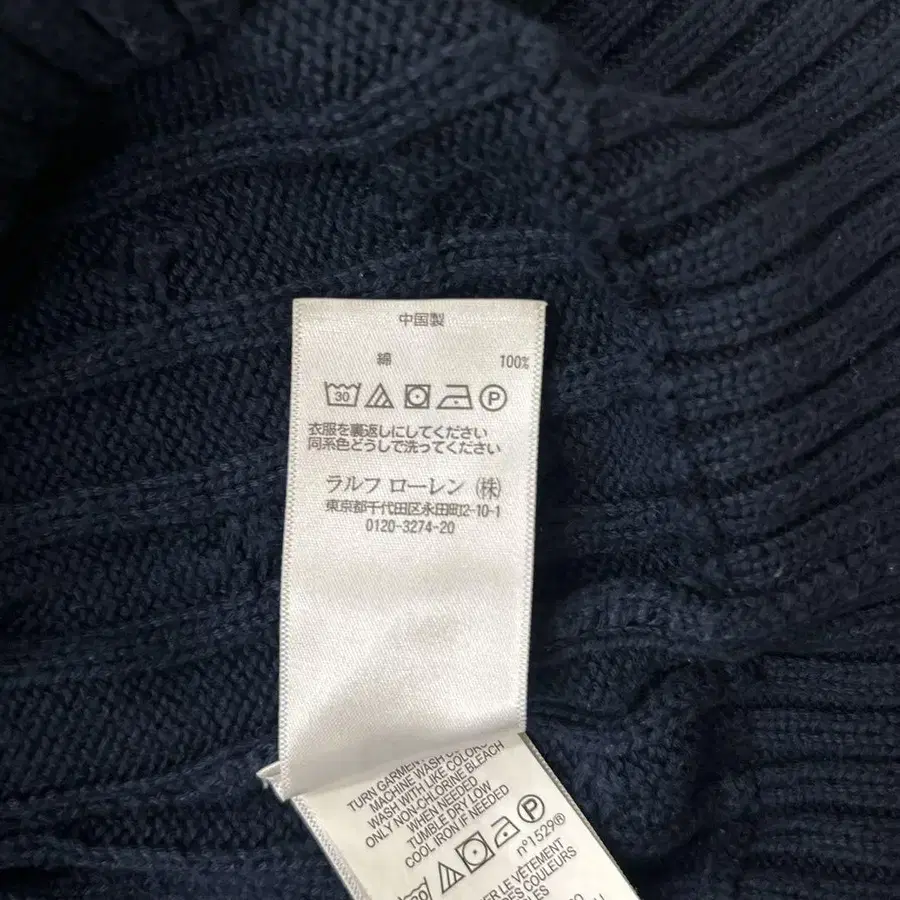 中国製
綿 100%
30 P
衣服を裏返しにしてください
同系色どうしで洗ってください
ラルフ ローレン (株)
東京都千代田区永田町2-10-1
0120-3274-20
TURN GARMENT
MACHINE WASH
WASH WITH LIKE COLORS
ONLY NON-CHLORINE BLEACH
WHEN NEEDED
TUMBLE DRY LOW
COOL IRON IF NEEDED
P
n°1529®
LE VÊTEMENT
COULEURS